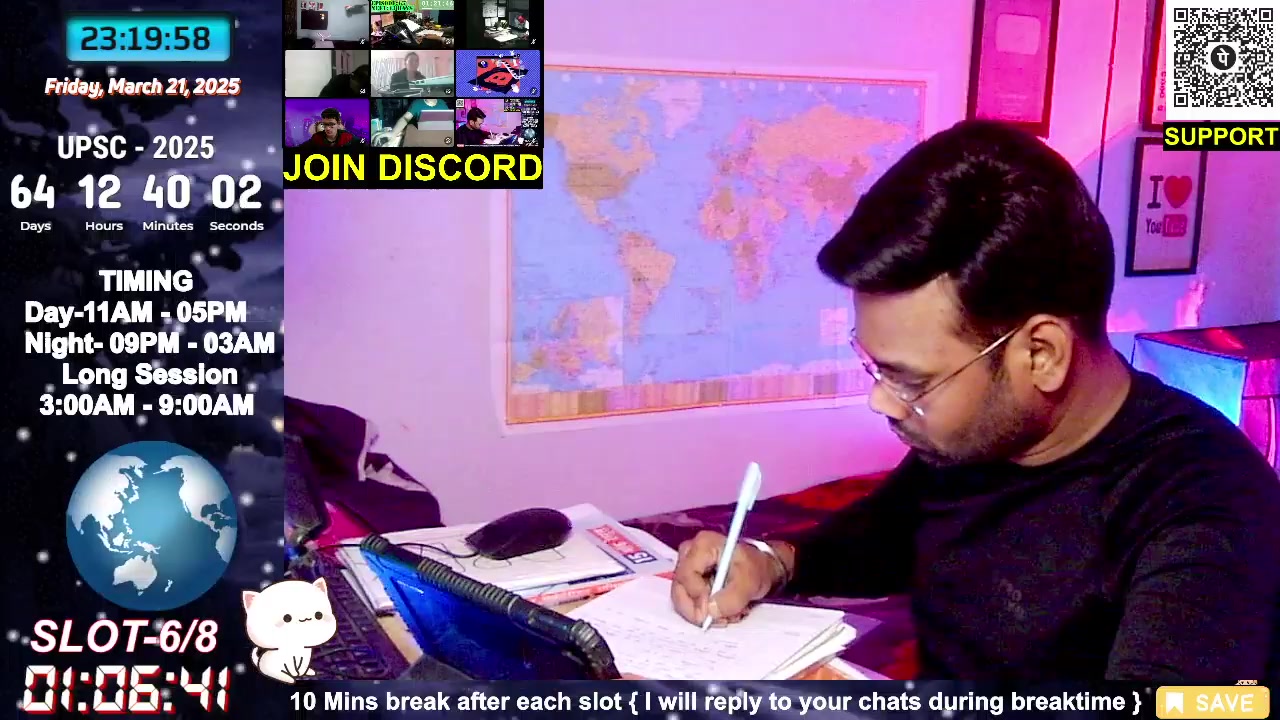 23:19:58
Friday, March 21, 2025
UPSC - 2025
64 12 40 02
Days Hours Minutes Seconds
TIMING
Day-11AM - 05PM
Night- 09PM - 03AM
Long Session
3:00AM - 9:00AM
SLOT-6/8
01:06:41
JOIN DISCORD
SUPPORT
I
YouTube
10 Mins break after each slot { I will reply to your chats during breaktime }
SAVE